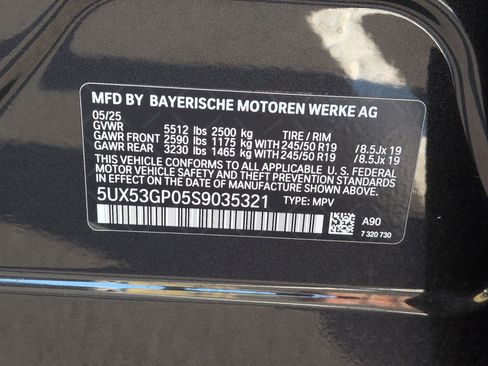 MFD BY BAYERISCHE MOTOREN WERKE AG
05/25
GVWR 5512 lbs 2500 kg TIRE / RIM
GAWR FRONT 2590 lbs 1175 kg WITH 245/50 R19 /8.5Jx 19
GAWR REAR 3230 lbs 1465 kg WITH 245/50 R19 /8.5Jx 19
THIS VEHICLE CONFORMS TO ALL APPLICABLE U. S. FEDERAL
MOTOR VEHICLE SAFETY AND THEFT PREVENTION STANDARDS
IN EFFECT ON THE DATE OF MANUFACTURE SHOWN ABOVE.
5UX53GP05S9035321 TYPE: MPV A90
7 320 730